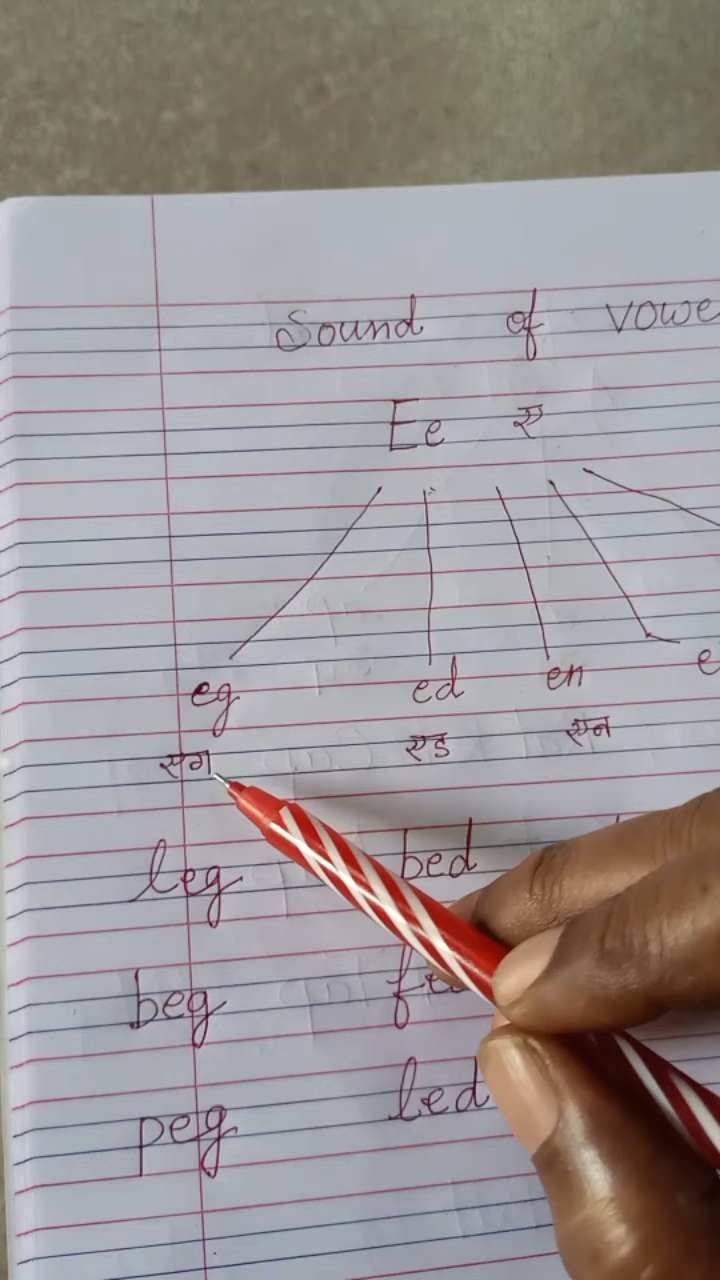 Sound of vowe
Ee ए
eg ed en e
एग एड एन
leg bed
beg
peg led